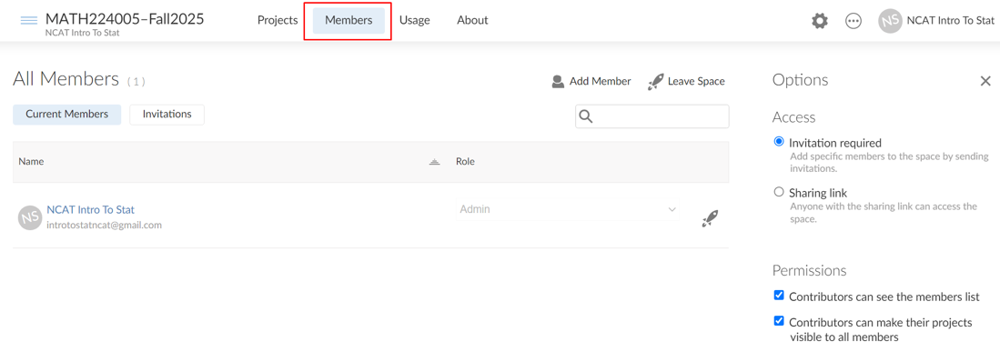 MATH224005–Fall2025
NCAT Intro To Stat
Projects
Members
Usage
About
NS
NCAT Intro To Stat
All Members (1)
Add Member
Leave Space
Current Members
Invitations
Name
Role
NS
NCAT Intro To Stat
introtostatncat@gmail.com
Admin
Options
Access
Invitation required
Add specific members to the space by sending
invitations.
Sharing link
Anyone with the sharing link can access the
space.
Permissions
Contributors can see the members list
Contributors can make their projects
visible to all members